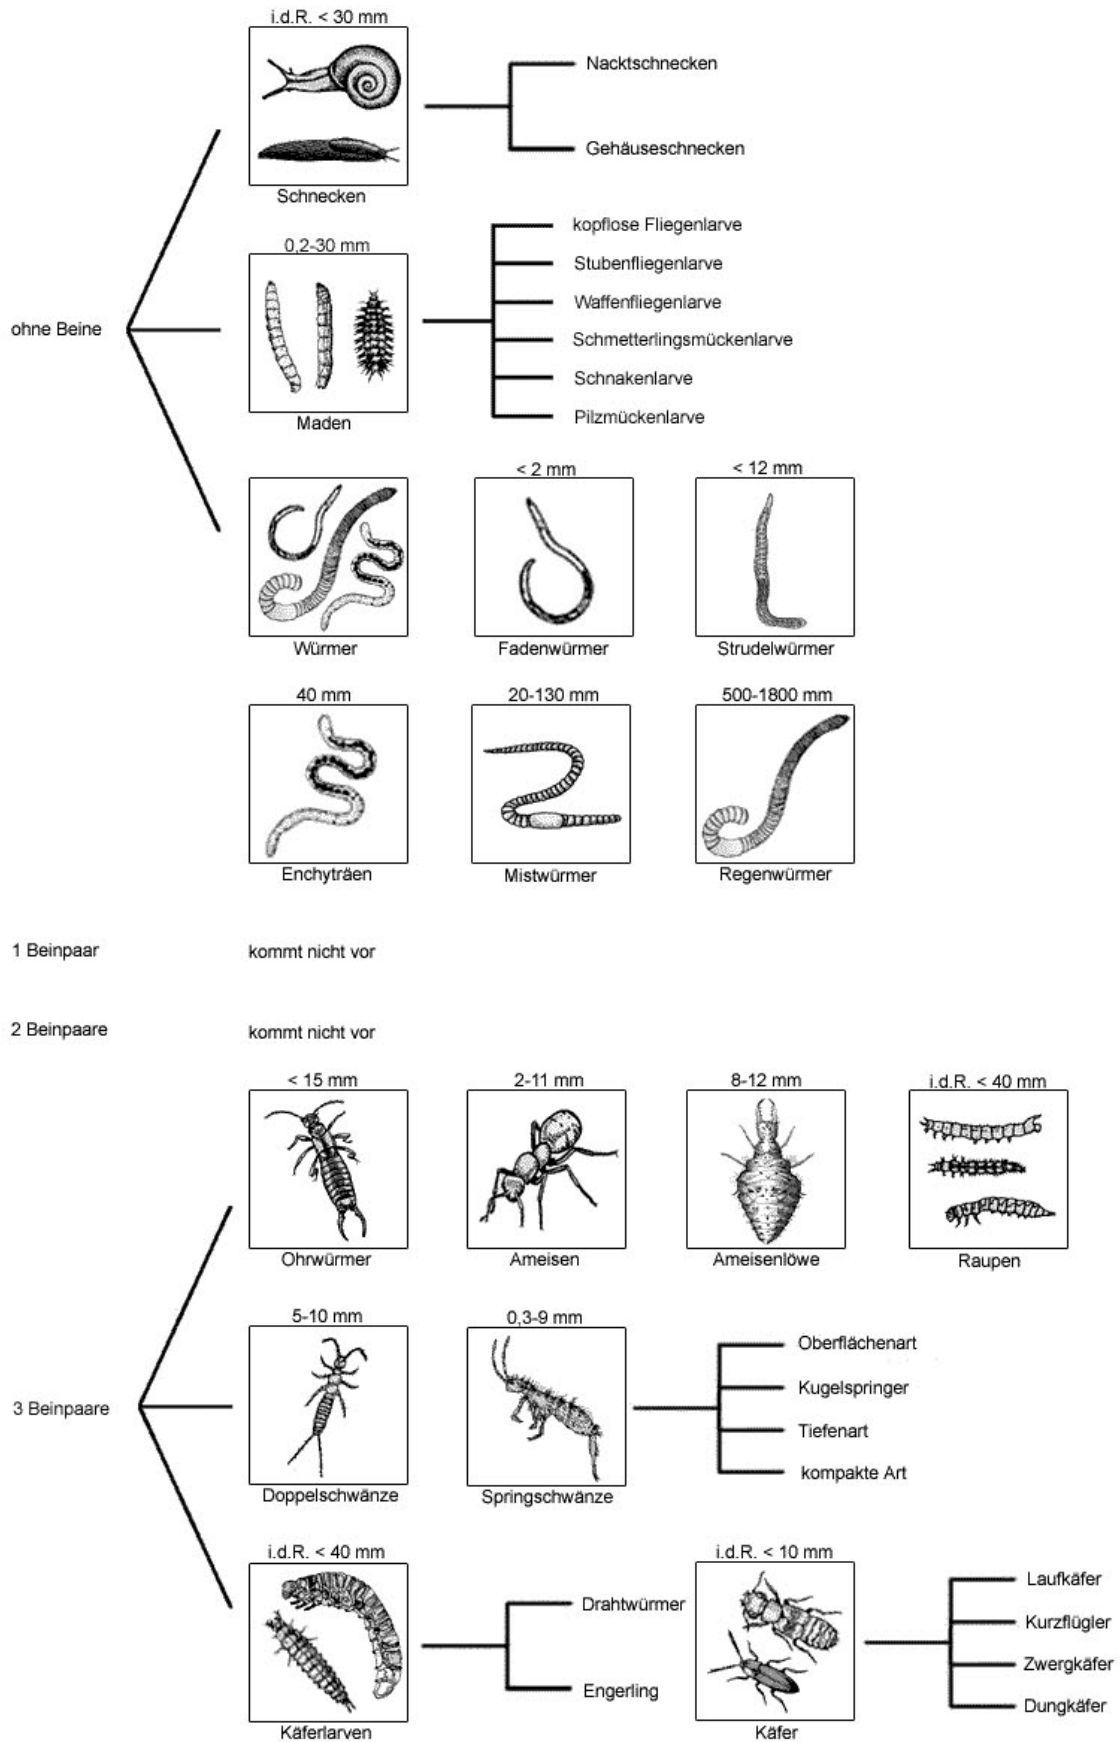 i.d.R. < 30 mm
Nacktschnecken
Gehäuseschnecken
Schnecken
ohne Beine
0,2-30 mm
Maden
kopflose Fliegenlarve
Stubenfliegenlarve
Waffenfliegenlarve
Schmetterlingsmückenlarve
Schnakenlarve
Pilzmückenlarve
< 2 mm
< 12 mm
Würmer
Fadenwürmer
Strudelwürmer
40 mm
20-130 mm
500-1800 mm
Enchyträen
Mistwürmer
Regenwürmer
1 Beinpaar
kommt nicht vor
2 Beinpaare
kommt nicht vor
3 Beinpaare
< 15 mm
2-11 mm
8-12 mm
i.d.R. < 40 mm
Ohrwürmer
Ameisen
Ameisenlöwe
Raupen
5-10 mm
0,3-9 mm
Doppelschwänze
Springschwänze
Oberflächenart
Kugelspringer
Tiefenart
kompakte Art
i.d.R. < 40 mm
Käferlarven
Drahtwürmer
Engerling
i.d.R. < 10 mm
Käfer
Laufkäfer
Kurzflügler
Zwergkäfer
Dungkäfer